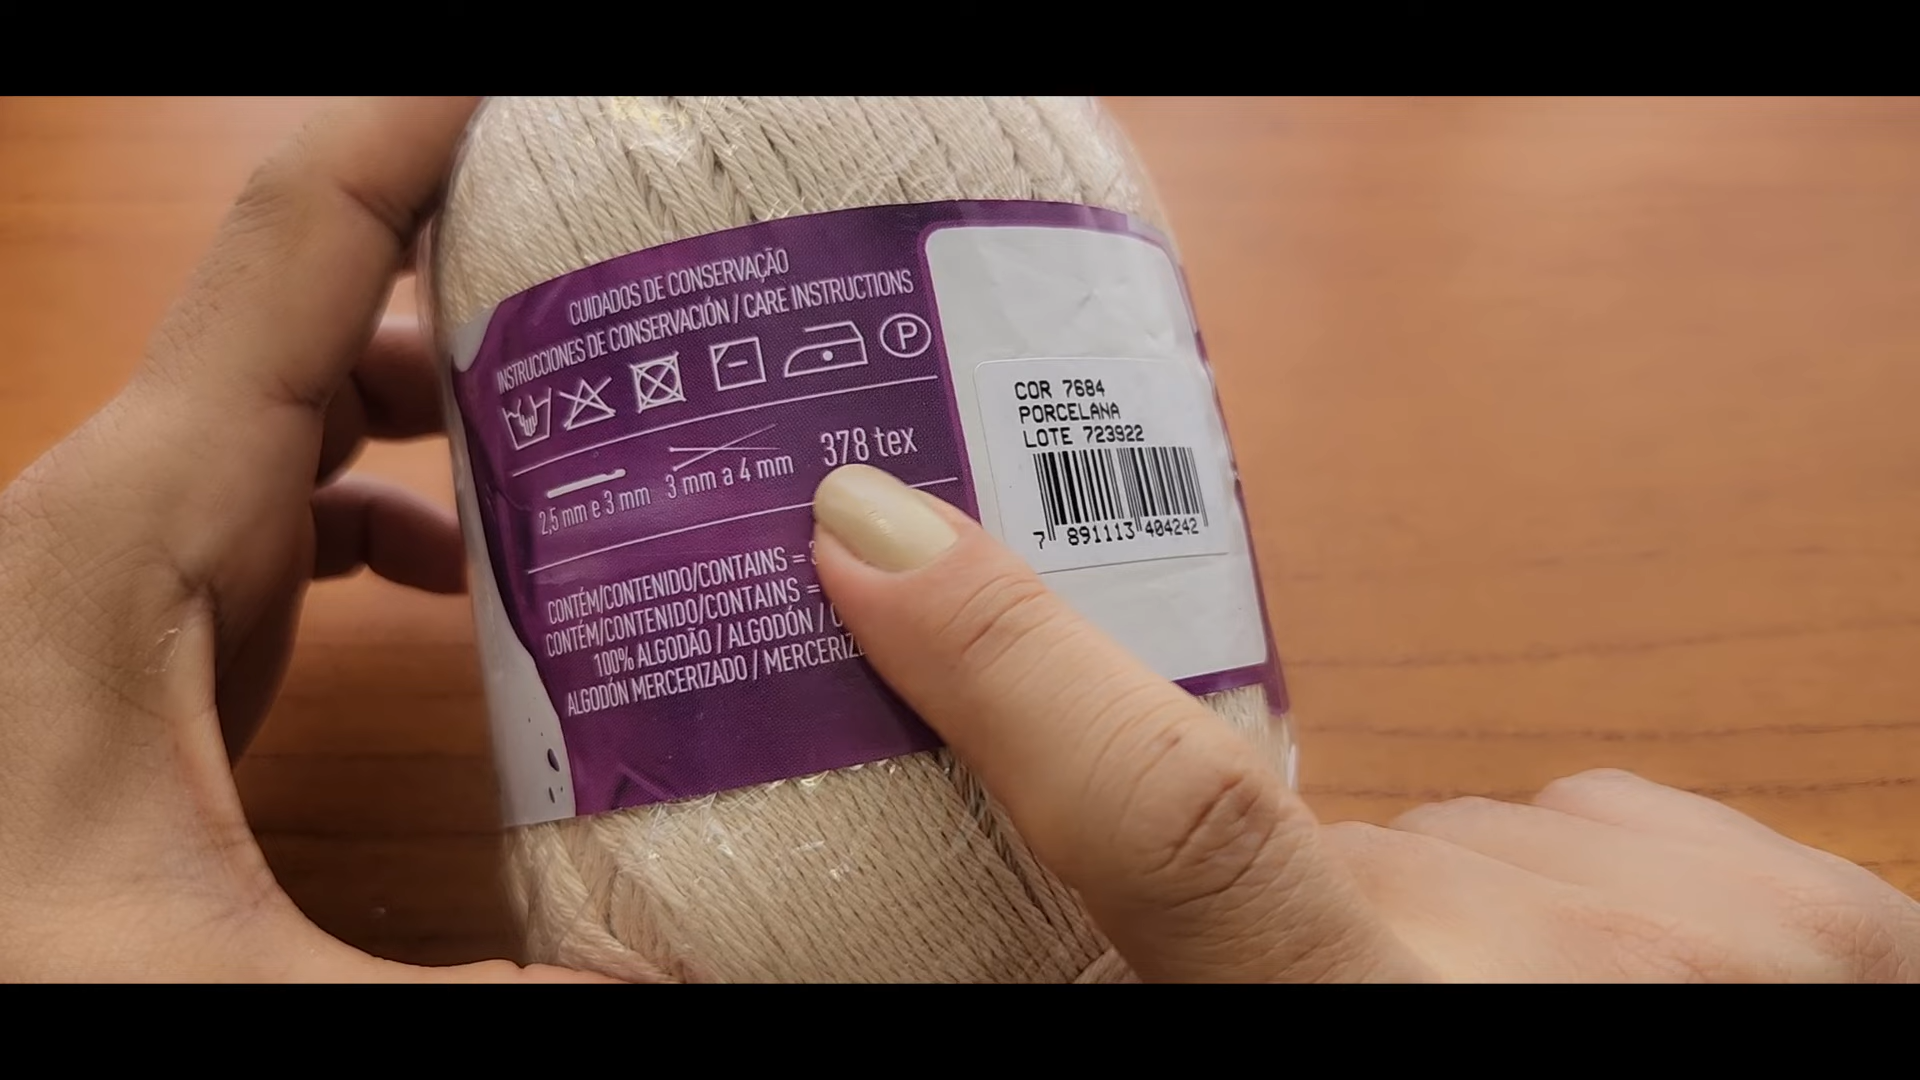 CUIDADOS DE CONSERVAÇÃO
INSTRUCCIONES DE CONSERVACIÓN / CARE INSTRUCTIONS
P
2,5 mm e 3 mm 3 mm a 4 mm 378 tex
CONTÉM/CONTENIDO/CONTAINS =
CONTÉM/CONTENIDO/CONTAINS =
100% ALGODÃO / ALGODÓN /
ALGODÓN MERCERIZADO /
COR 7684
PORCELANA
LOTE 723922
7 891113 404242